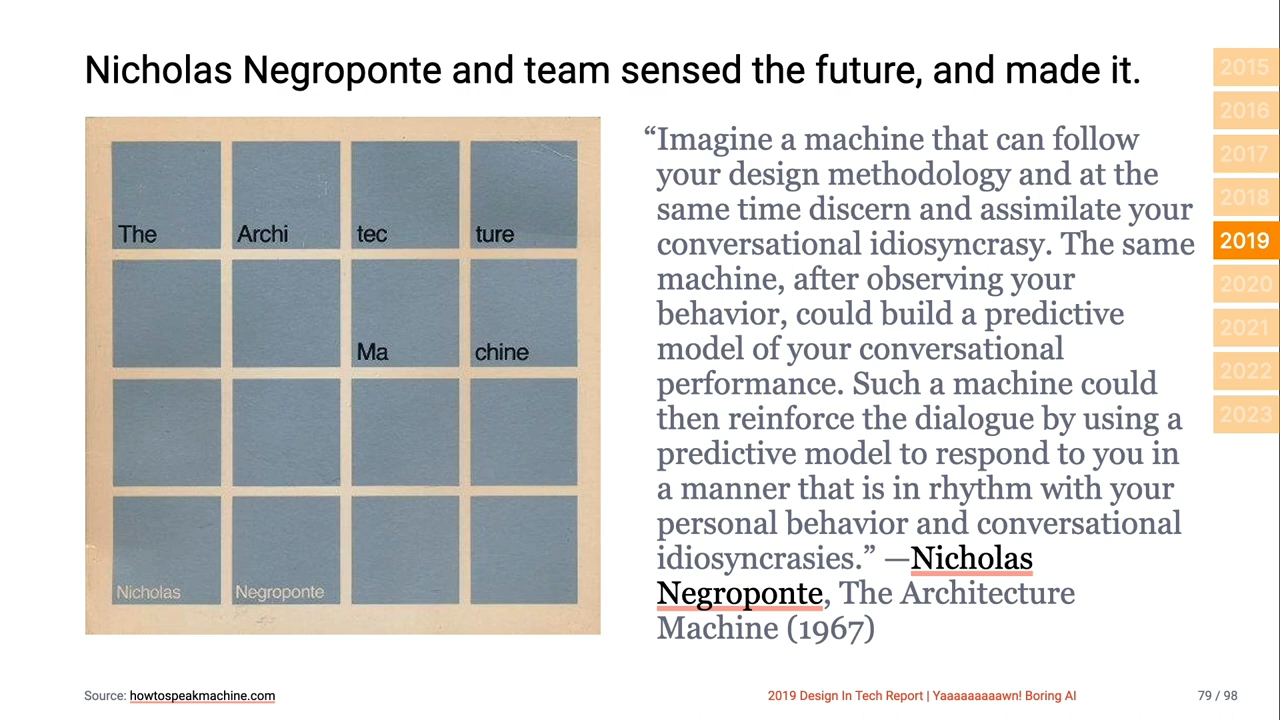 Nicholas Negroponte and team sensed the future, and made it.
The Archi tec ture
Ma chine
Nicholas Negroponte
“Imagine a machine that can follow
your design methodology and at the
same time discern and assimilate your
conversational idiosyncrasy. The same
machine, after observing your
behavior, could build a predictive
model of your conversational
performance. Such a machine could
then reinforce the dialogue by using a
predictive model to respond to you in
a manner that is in rhythm with your
personal behavior and conversational
idiosyncrasies.” —Nicholas
Negroponte, The Architecture
Machine (1967)
2015
2016
2017
2018
2019
2020
2021
2022
2023
Source: howtospeakmachine.com
2019 Design In Tech Report | Yaaaaaaaaawn! Boring AI
79 / 98